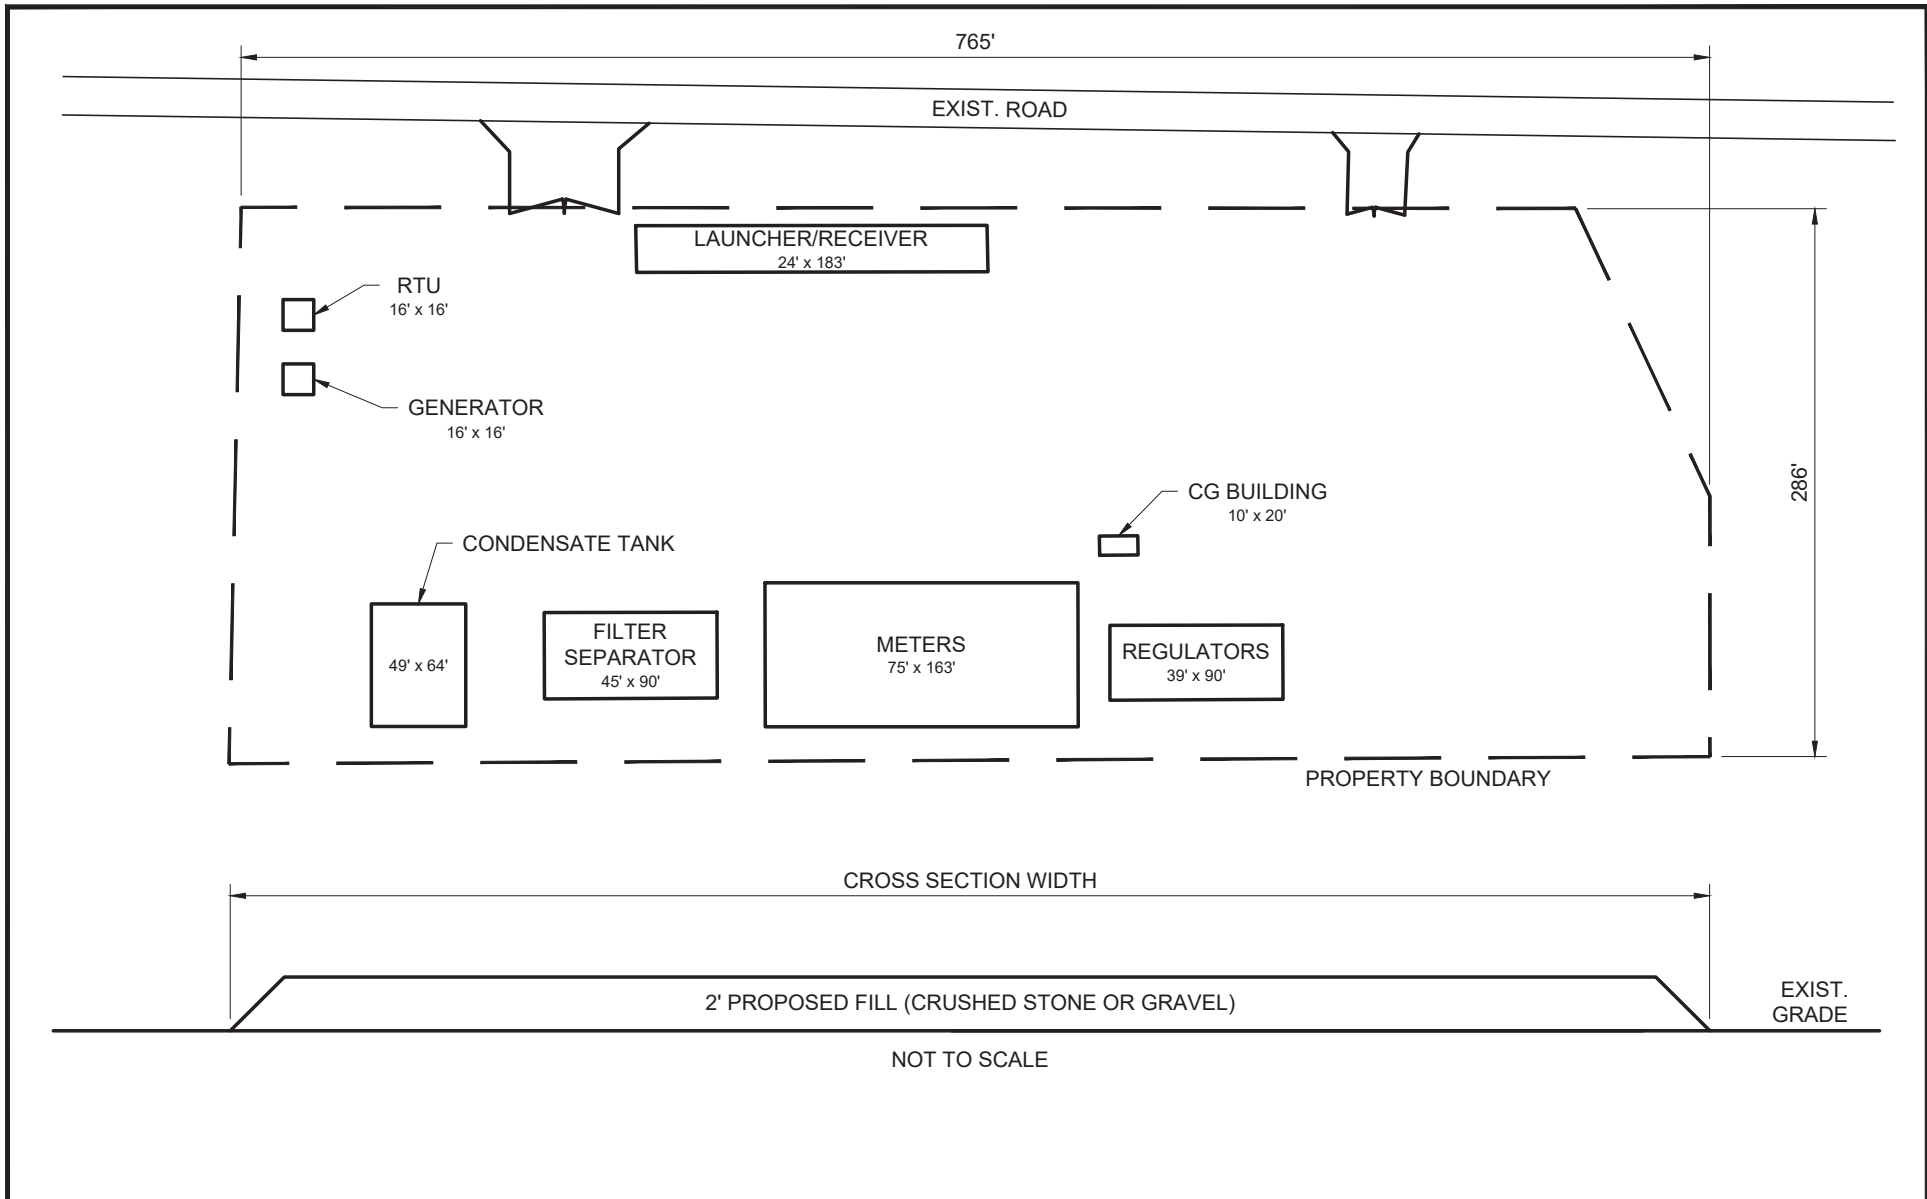 765'
EXIST. ROAD
LAUNCHER/RECEIVER
24' x 183'
RTU
16' x 16'
GENERATOR
16' x 16'
286'
CG BUILDING
10' x 20'
CONDENSATE TANK
49' x 64'
FILTER
SEPARATOR
45' x 90'
METERS
75' x 163'
REGULATORS
39' x 90'
PROPERTY BOUNDARY
CROSS SECTION WIDTH
2' PROPOSED FILL (CRUSHED STONE OR GRAVEL)
EXIST.
GRADE
NOT TO SCALE